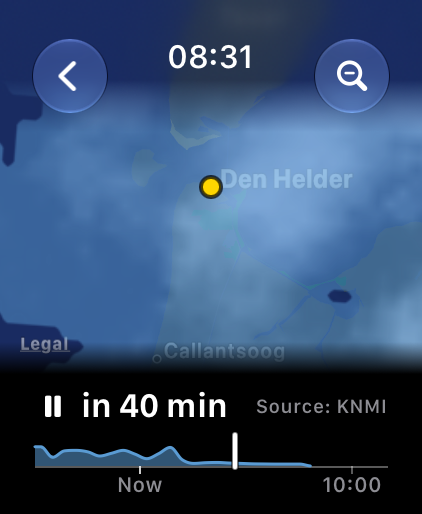 08:31
Den Helder
Legal
Callantsoog
in 40 min
Source: KNMI
Now
10:00